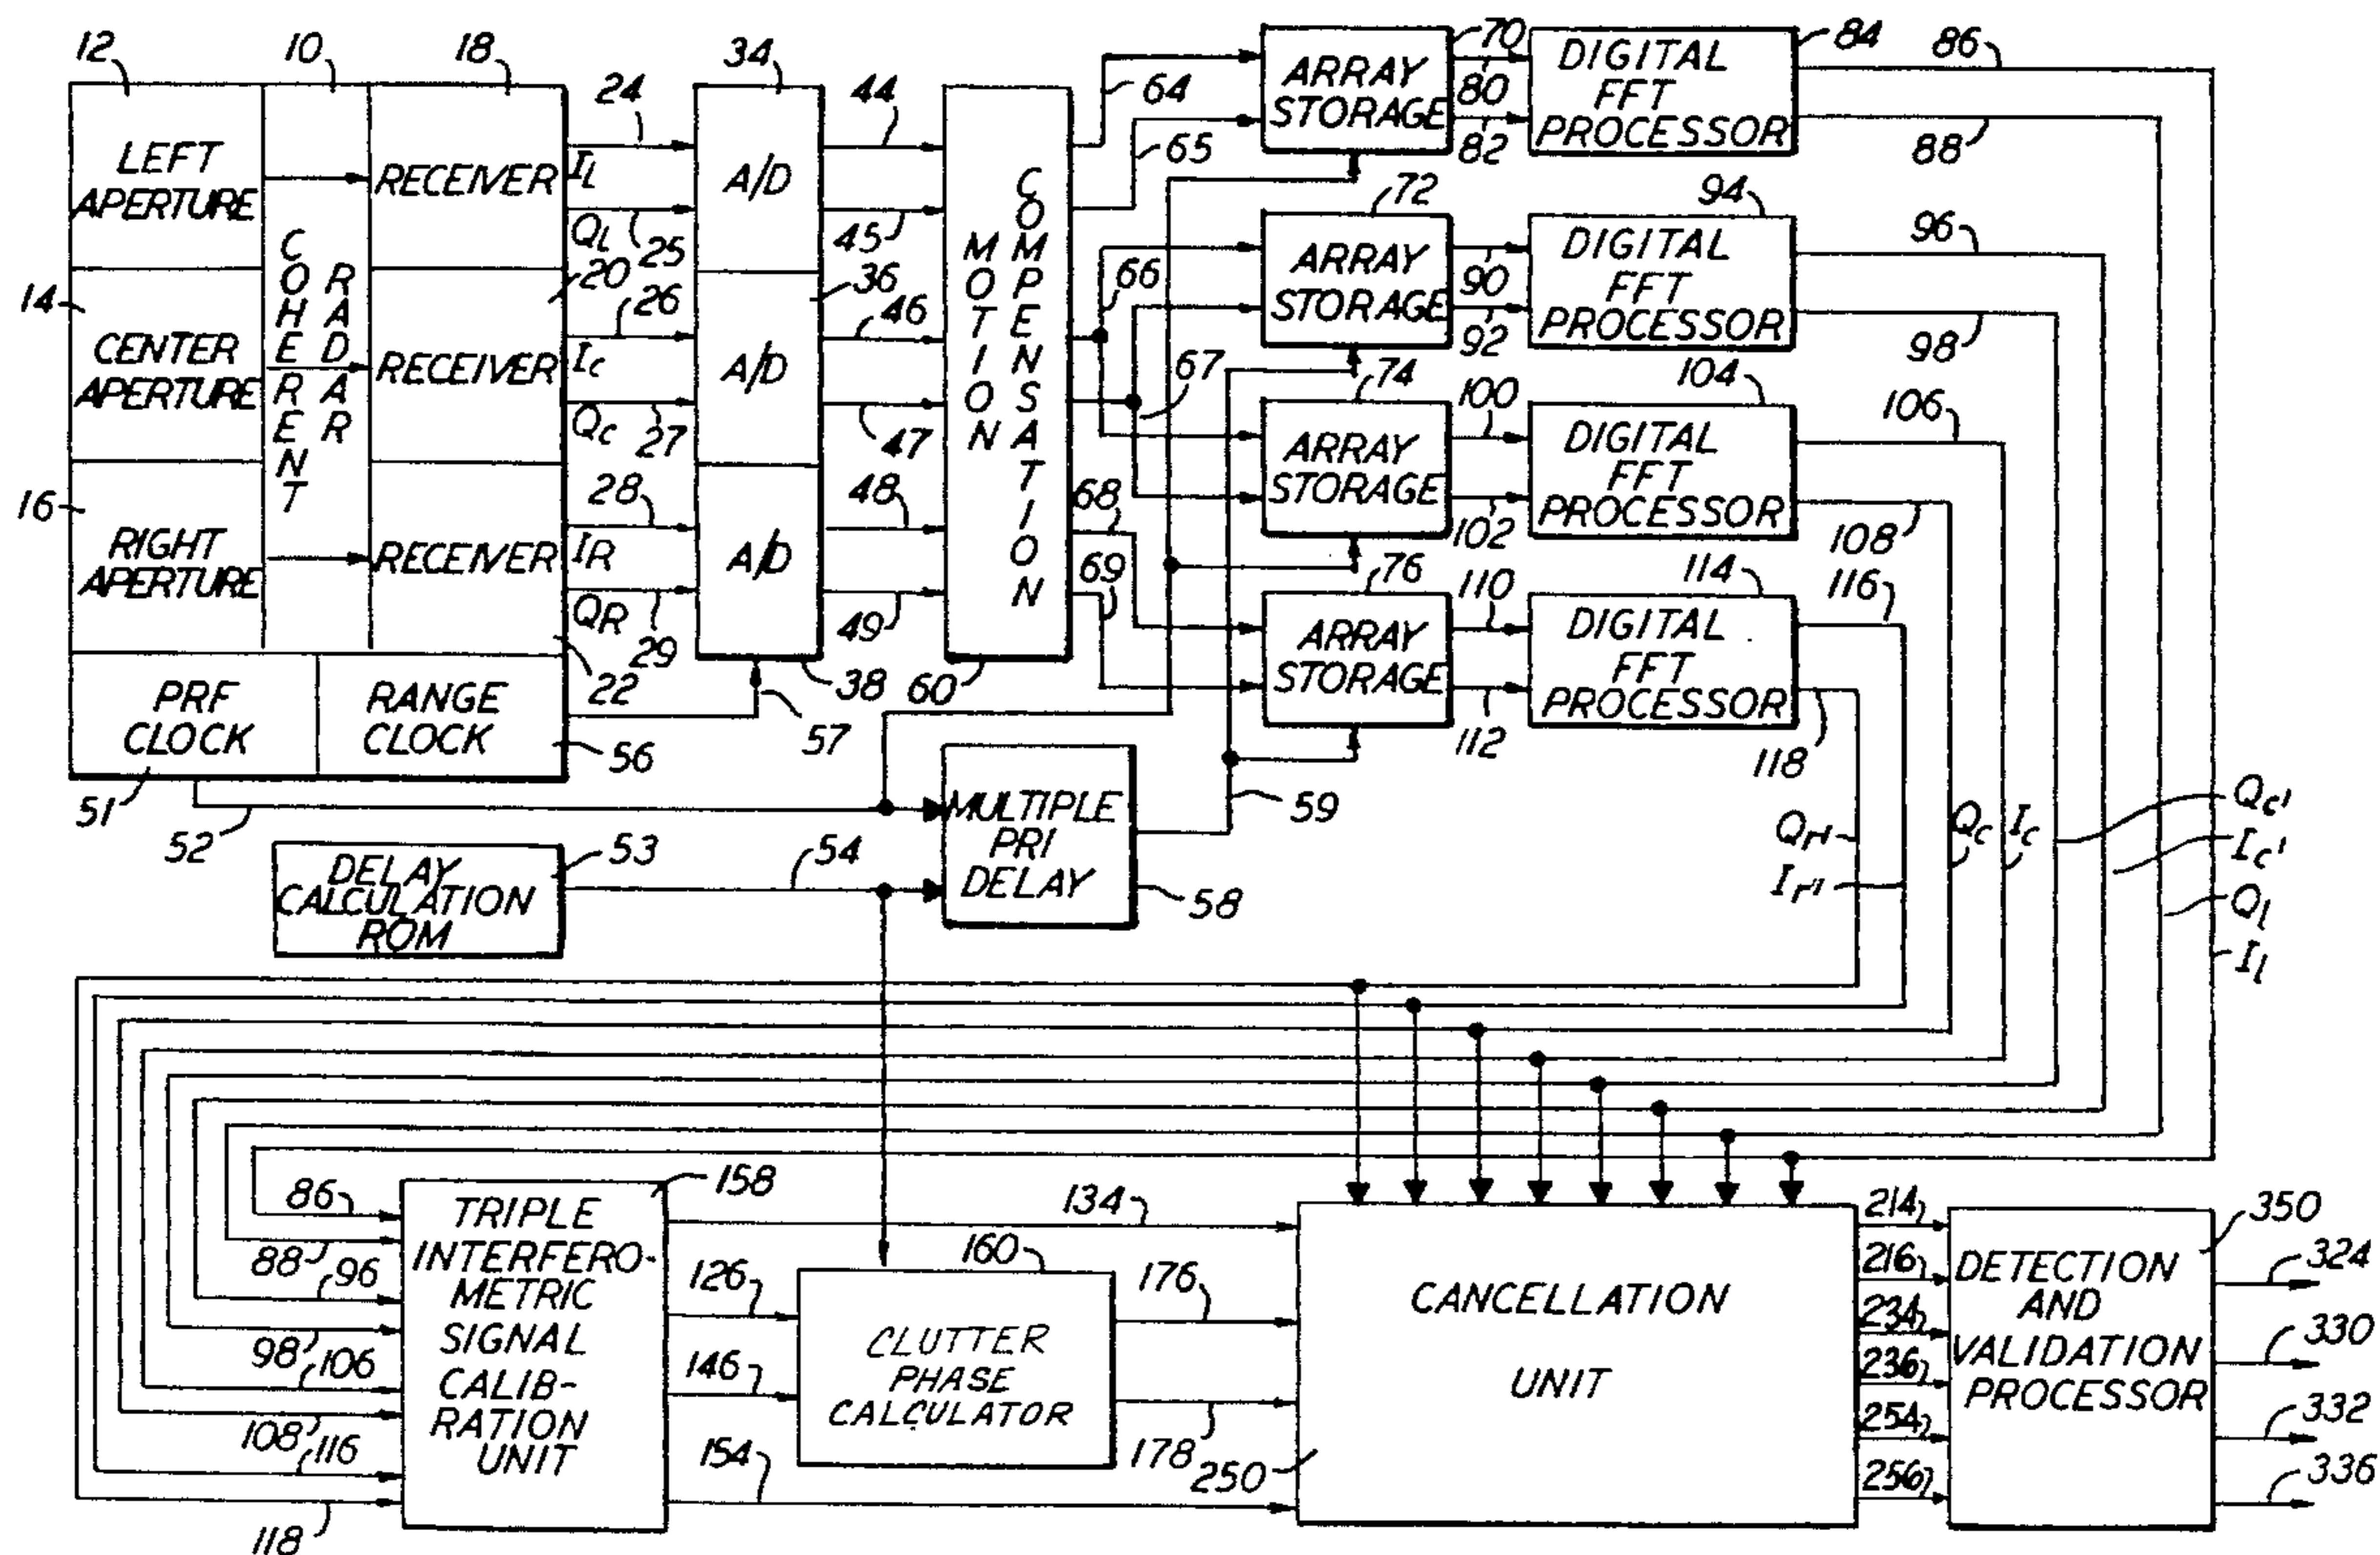 12
10
18
34
24
44
LEFT
APERTURE
COHERENT
RADAR
RECEIVER
IL
QL
25
A/D
45
MOTION
COMPENSATION
64
65
ARRAY
STORAGE
70
80
82
DIGITAL
FFT
PROCESSOR
84
86
88
14
CENTER
APERTURE
RECEIVER
20
26
Ic
Qc
27
A/D
36
46
47
66
67
72
ARRAY
STORAGE
90
92
94
DIGITAL
FFT
PROCESSOR
96
98
16
RIGHT
APERTURE
RECEIVER
28
IR
QR
29
22
A/D
38
48
49
60
68
69
74
ARRAY
STORAGE
100
102
104
DIGITAL
FFT
PROCESSOR
106
108
74
76
ARRAY
STORAGE
110
112
114
DIGITAL
FFT
PROCESSOR
116
118
PRF
CLOCK
51
RANGE
CLOCK
56
57
52
DELAY
CALCULATION
ROM
53
54
MULTIPLE
PRI
DELAY
58
59
Qr"
Ir"
Qc
Ic
Qc'
Ic'
Ql
Il
86
88
96
98
106
108
116
118
TRIPLE
INTERFERO-
METRIC
SIGNAL
CALIB-
RATION
UNIT
158
134
126
146
154
160
CLUTTER
PHASE
CALCULATOR
176
178
250
CANCELLATION
UNIT
214
216
234
236
254
256
DETECTION
AND
VALIDATION
PROCESSOR
350
324
330
332
336